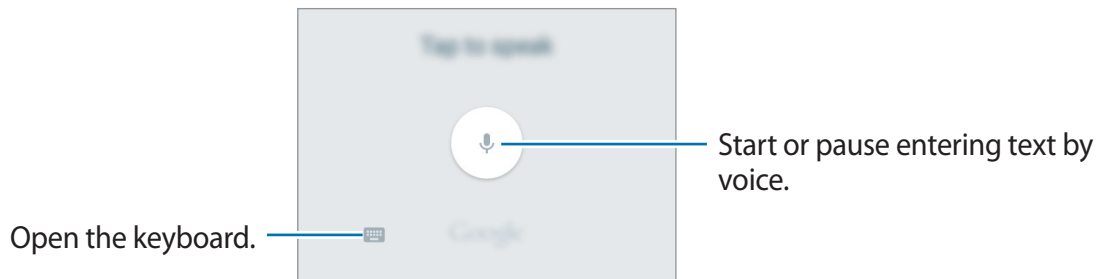 Tap to speak
Start or pause entering text by
voice.
Open the keyboard.
Google